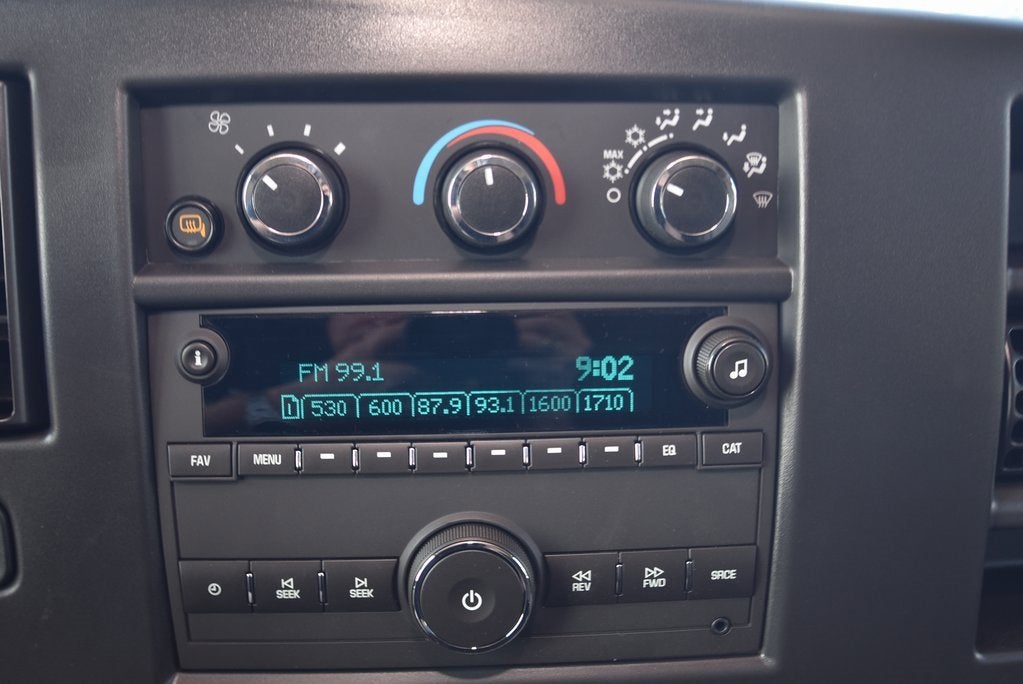 MAX
i
FM 99.1 9:02
1 530 600 87.9 93.1 1600 1710
FAV MENU EQ CAT
SEEK SEEK REV FWD SRCE